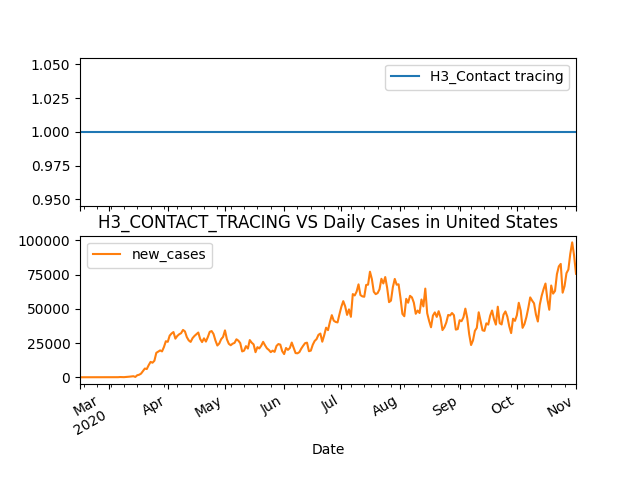 1.050
1.025
1.000
0.975
0.950
H3_Contact tracing
H3_CONTACT_TRACING VS Daily Cases in United States
100000
75000
50000
25000
0
new_cases
Mar
2020
Apr
May
Jun
Jul
Aug
Sep
Oct
Nov
Date